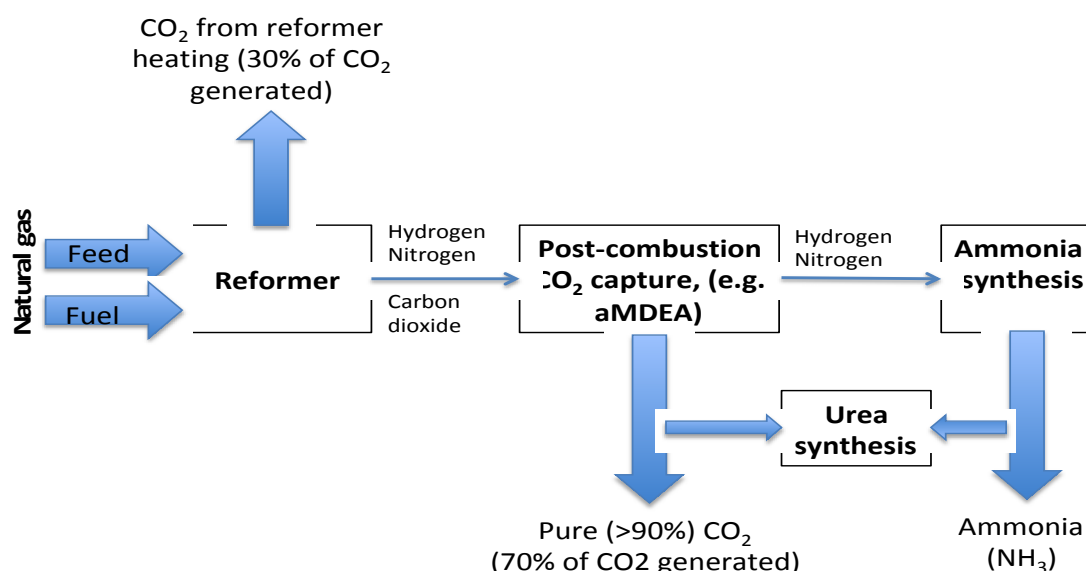 CO₂ from reformer
heating (30% of CO₂
generated)
Natural gas
Feed
Fuel
Reformer
Hydrogen
Nitrogen
Carbon
dioxide
Post-combustion
CO₂ capture, (e.g.
aMDEA)
Hydrogen
Nitrogen
Ammonia
synthesis
Urea
synthesis
Pure (>90%) CO₂
(70% of CO2 generated)
Ammonia
(NH₃)